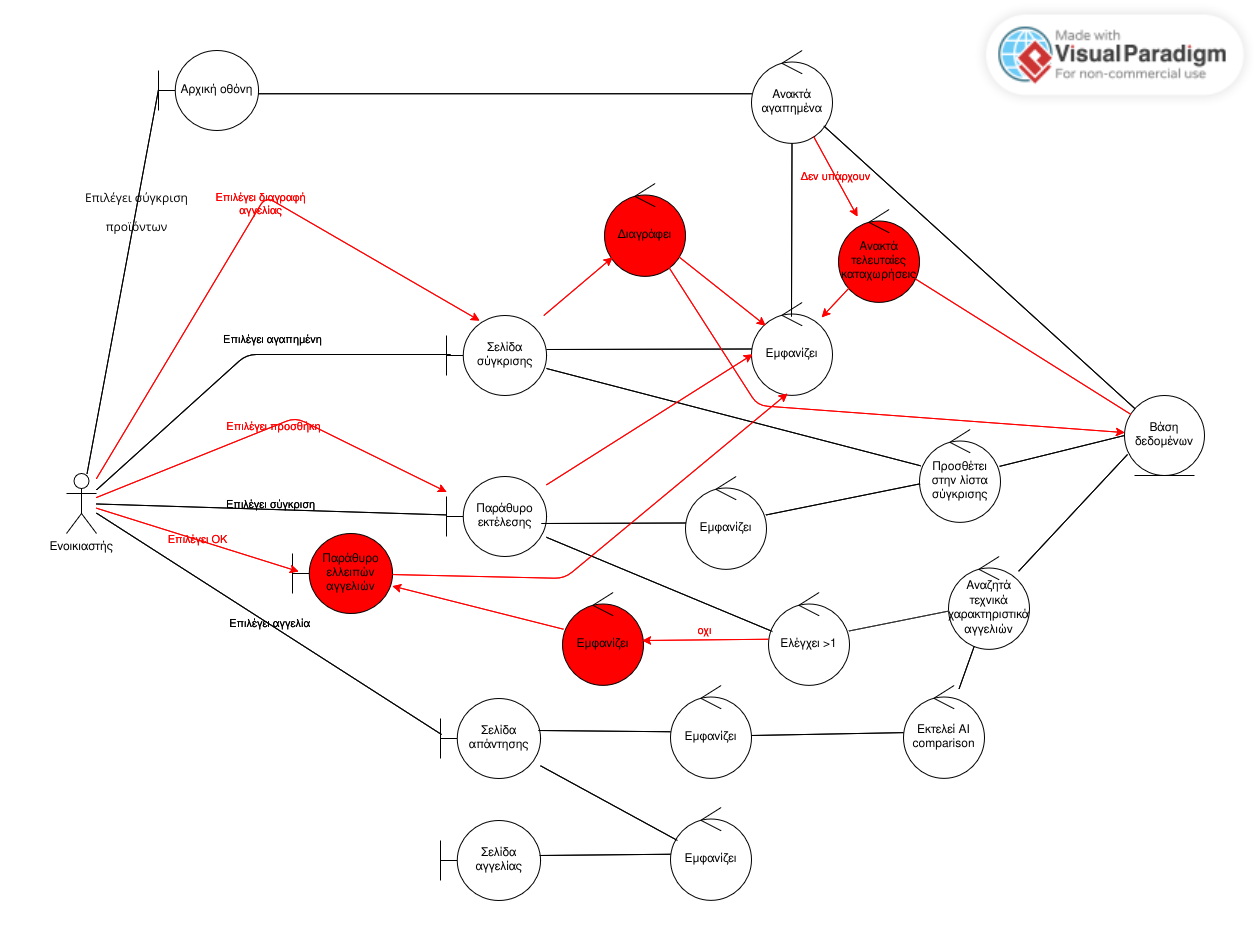 Made with
Visual Paradigm
For non-commercial use
Αρχική οθόνη
Ανακτά
αγαπημένα
Επιλέγει σύγκριση
προϊόντων
Επιλέγει διαγραφή
αγγελίας
Δεν υπάρχουν
Διαγράφει
Ανακτά
τελευταίες
καταχωρήσεις
Επιλέγει αγαπημένη
Σελίδα
σύγκρισης
Εμφανίζει
Επιλέγει προσθήκη
Βάση
δεδομένων
Προσθέτει
στην λίστα
σύγκρισης
Επιλέγει σύγκριση
Παράθυρο
εκτέλεσης
Εμφανίζει
Ενοικιαστής
Επιλέγει ΟΚ
Παράθυρο
ελλειπών
αγγελιών
Αναζητά
τεχνικά
χαρακτηριστικά
αγγελιών
Επιλέγει αγγελία
Εμφανίζει
οχι
Ελέγχει >1
Σελίδα
απάντησης
Εμφανίζει
Εκτελεί AI
comparison
Σελίδα
αγγελίας
Εμφανίζει